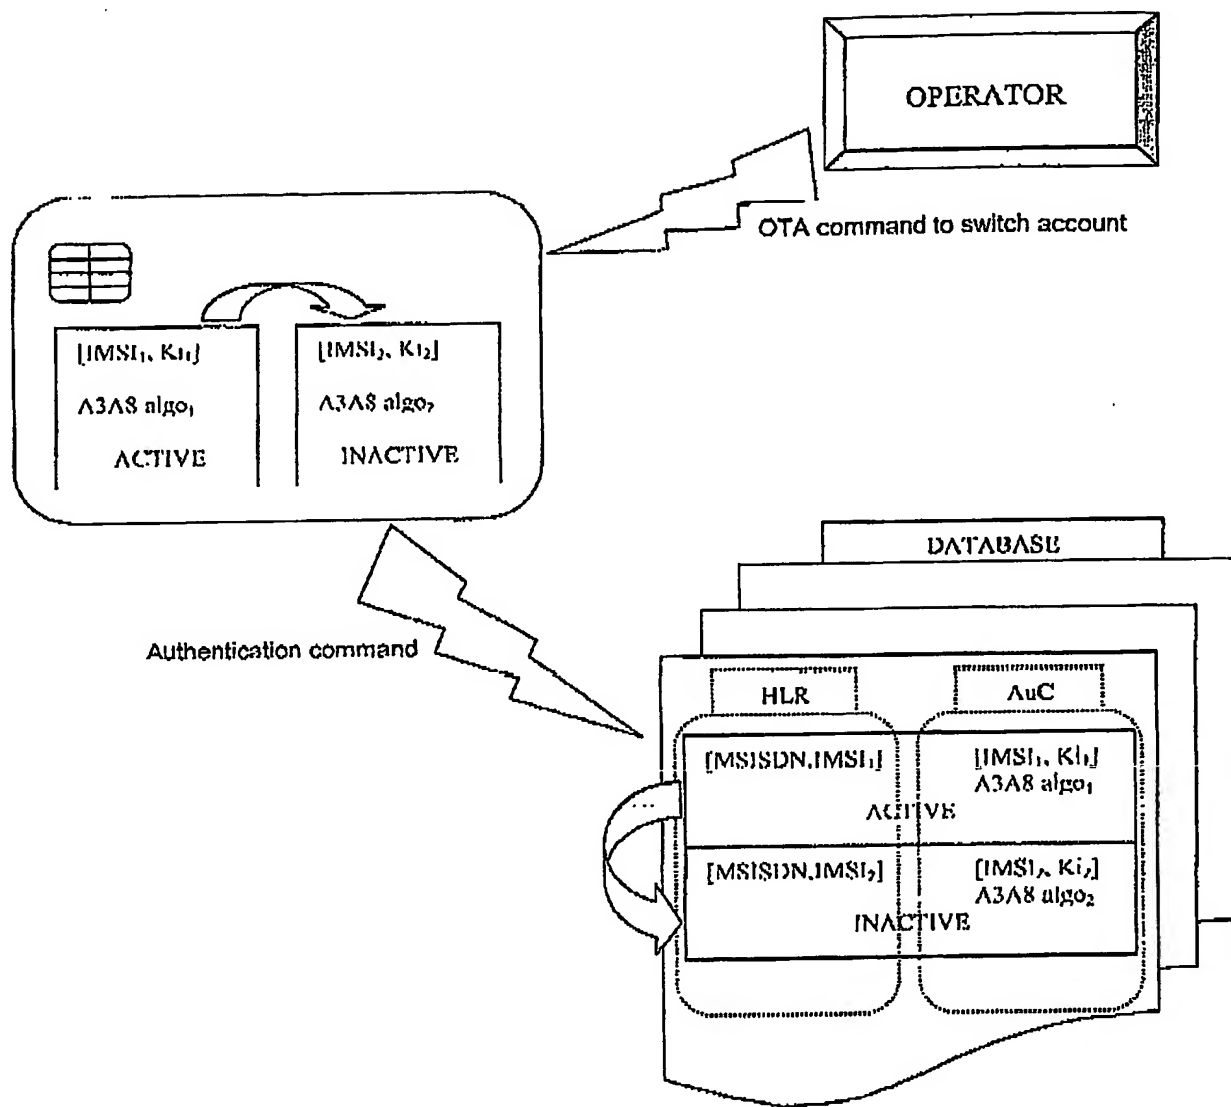 OPERATOR
OTA command to switch account
[IMSI₁, Ki₁]
A3A8 algo₁
ACTIVE
[IMSI₂, Ki₂]
A3A8 algo₂
INACTIVE
Authentication command
DATABASE
HLR
AuC
[MSISDN,IMSI₁]
[IMSI₁, Ki₁]
A3A8 algo₁
...
ACTIVE
[MSISDN,IMSI₂]
[IMSI₂, Ki₂]
A3A8 algo₂
INACTIVE